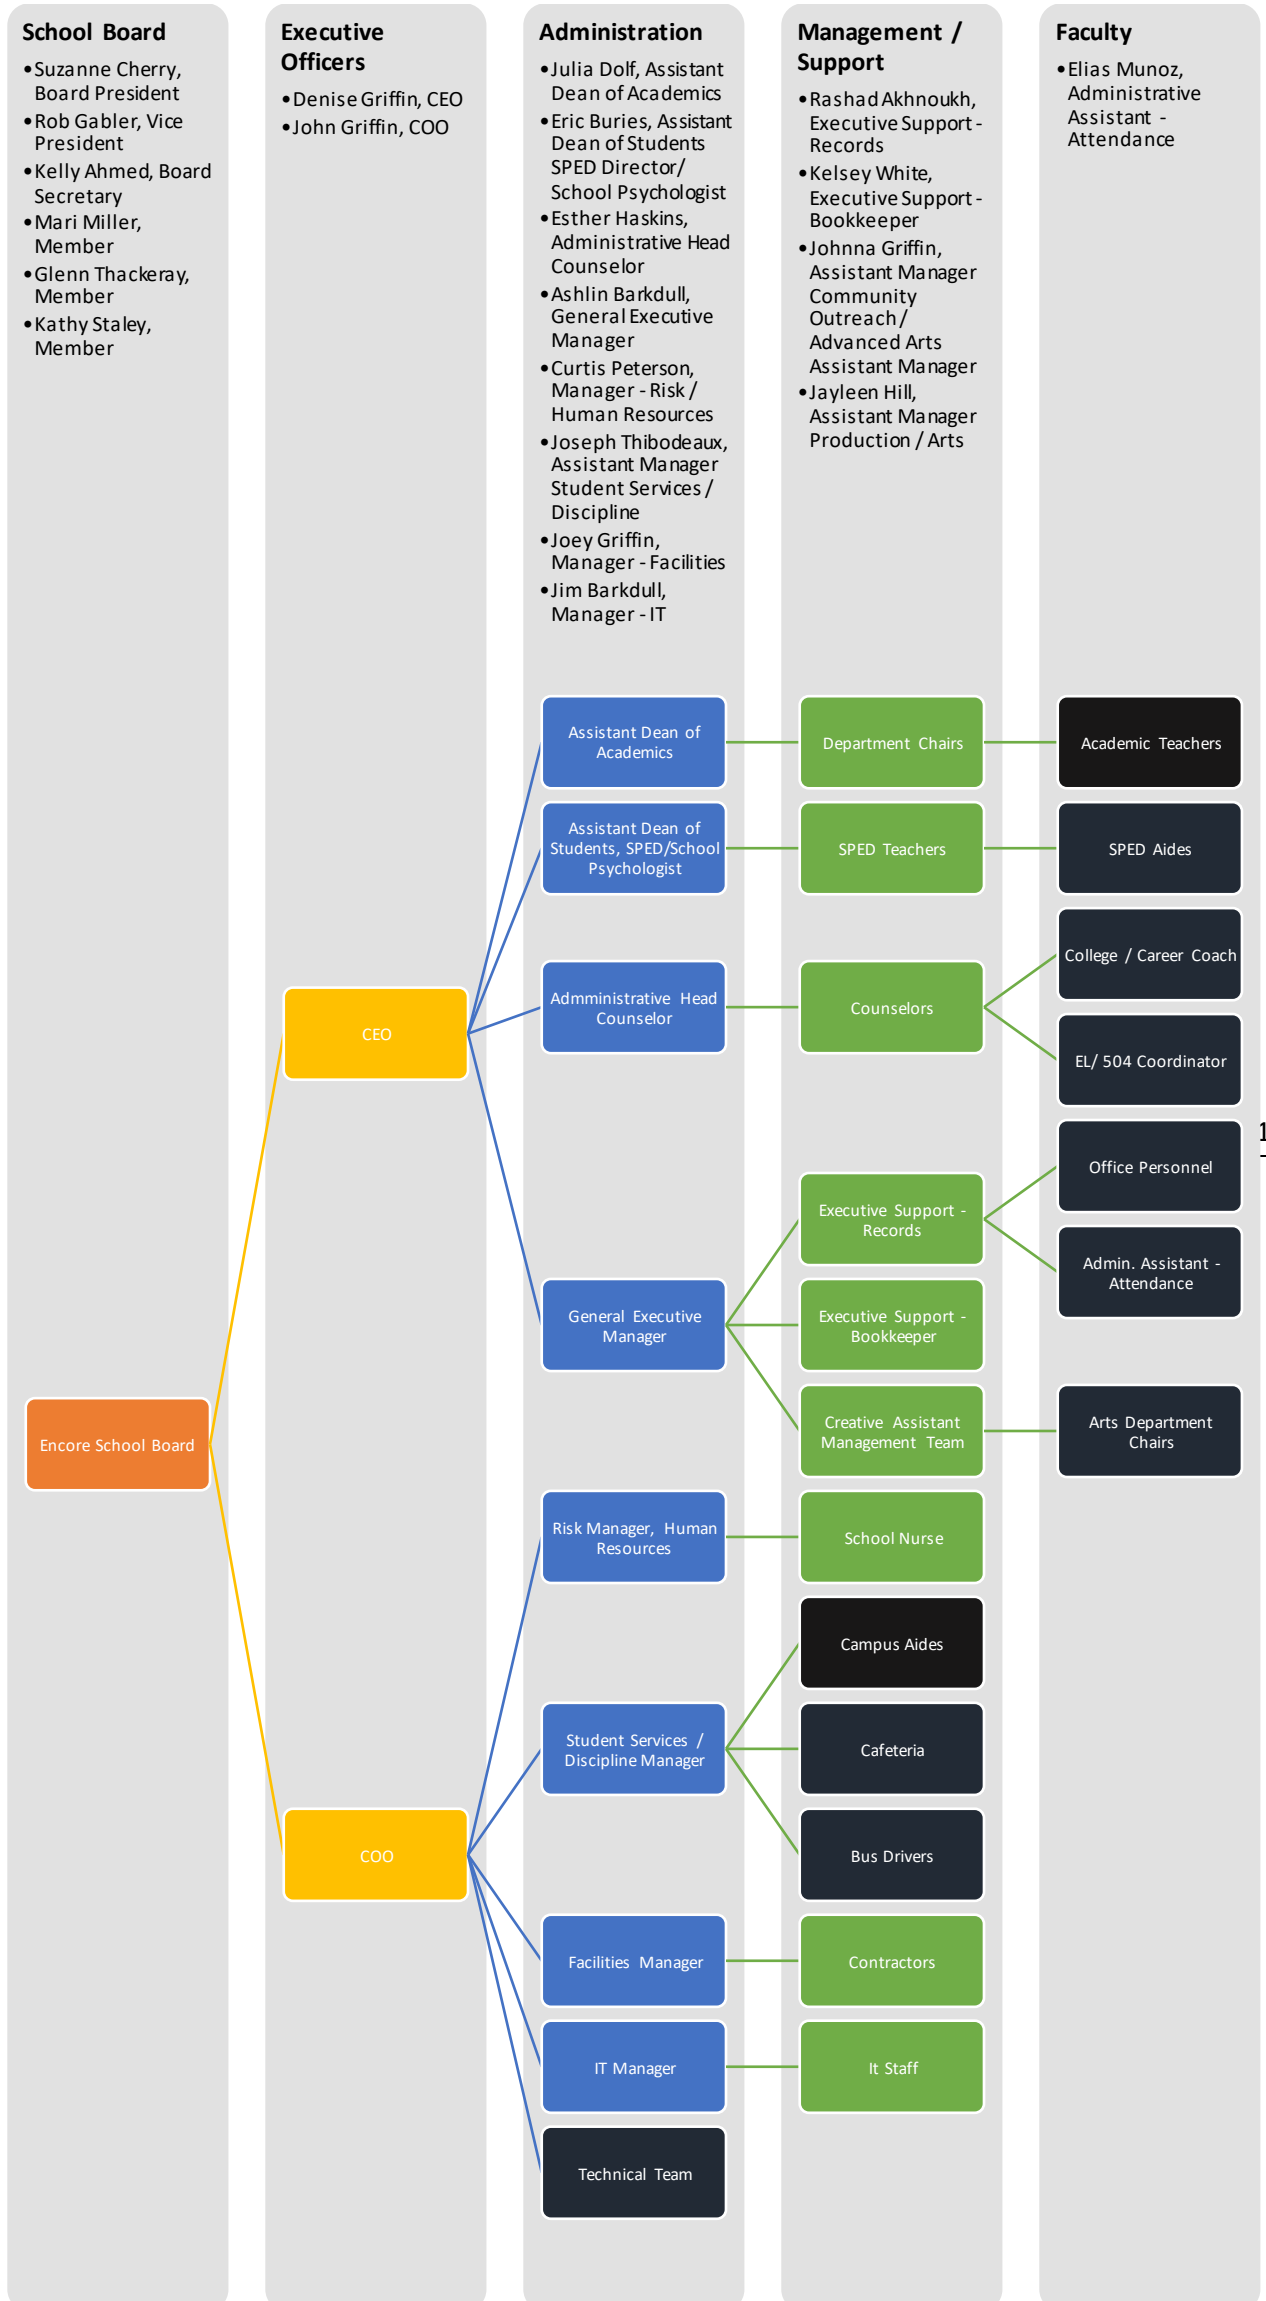 School Board
•Suzanne Cherry,
Board President
•Rob Gabler, Vice
President
•Kelly Ahmed, Board
Secretary
•Mari Miller,
Member
•Glenn Thackeray,
Member
•Kathy Staley,
Member
Executive
Officers
•Denise Griffin, CEO
•John Griffin, COO
Administration
•Julia Dolf, Assistant
Dean of Academics
•Eric Buries, Assistant
Dean of Students
SPED Director/
School Psychologist
•Esther Haskins,
Administrative Head
Counselor
•Ashlin Barkdull,
General Executive
Manager
•Curtis Peterson,
Manager - Risk /
Human Resources
•Joseph Thibodeaux,
Assistant Manager
Student Services /
Discipline
•Joey Griffin,
Manager - Facilities
•Jim Barkdull,
Manager - IT
Management /
Support
•Rashad Akhnoukh,
Executive Support -
Records
•Kelsey White,
Executive Support -
Bookkeeper
•Johnna Griffin,
Assistant Manager
Community
Outreach /
Advanced Arts
Assistant Manager
•Jayleen Hill,
Assistant Manager
Production / Arts
Faculty
•Elias Munoz,
Administrative
Assistant -
Attendance
Encore School Board
CEO
COO
Assistant Dean of
Academics
Department Chairs
Academic Teachers
Assistant Dean of
Students, SPED/School
Psychologist
SPED Teachers
SPED Aides
Admministrative Head
Counselor
Counselors
College / Career Coach
EL/ 504 Coordinator
General Executive
Manager
Executive Support -
Records
Office Personnel
1
Admin. Assistant -
Attendance
Executive Support -
Bookkeeper
Creative Assistant
Management Team
Arts Department
Chairs
Risk Manager, Human
Resources
School Nurse
Student Services /
Discipline Manager
Campus Aides
Cafeteria
Bus Drivers
Facilities Manager
Contractors
IT Manager
It Staff
Technical Team